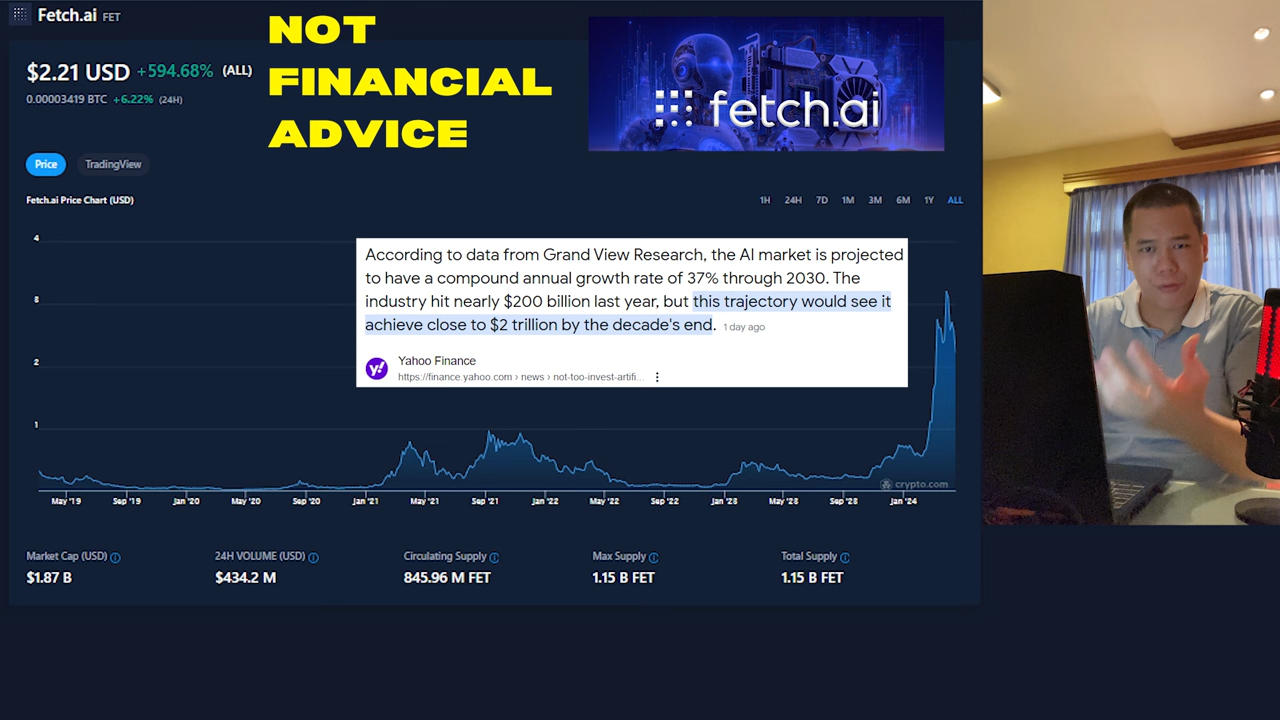 Fetch.ai FET
NOT
FINANCIAL
ADVICE
$2.21 USD +594.68% (ALL)
0.00003419 BTC +6.22% (24H)
fetch.ai
Price TradingView
Fetch.ai Price Chart (USD)
1H 24H 7D 1M 3M 6M 1Y ALL
4
3
2
1
According to data from Grand View Research, the AI market is projected
to have a compound annual growth rate of 37% through 2030. The
industry hit nearly $200 billion last year, but this trajectory would see it
achieve close to $2 trillion by the decade's end. 1 day ago
y!
Yahoo Finance
https://finance.yahoo.com › news › not-too-invest-artifi...
crypto.com
May '19 Sep '19 Jan '20 May '20 Sep '20 Jan '21 May '21 Sep '21 Jan '22 May '22 Sep '22 Jan '23 May '23 Sep '23 Jan '24
Market Cap (USD) 24H VOLUME (USD) Circulating Supply Max Supply Total Supply
$1.87 B $434.2 M 845.96 M FET 1.15 B FET 1.15 B FET